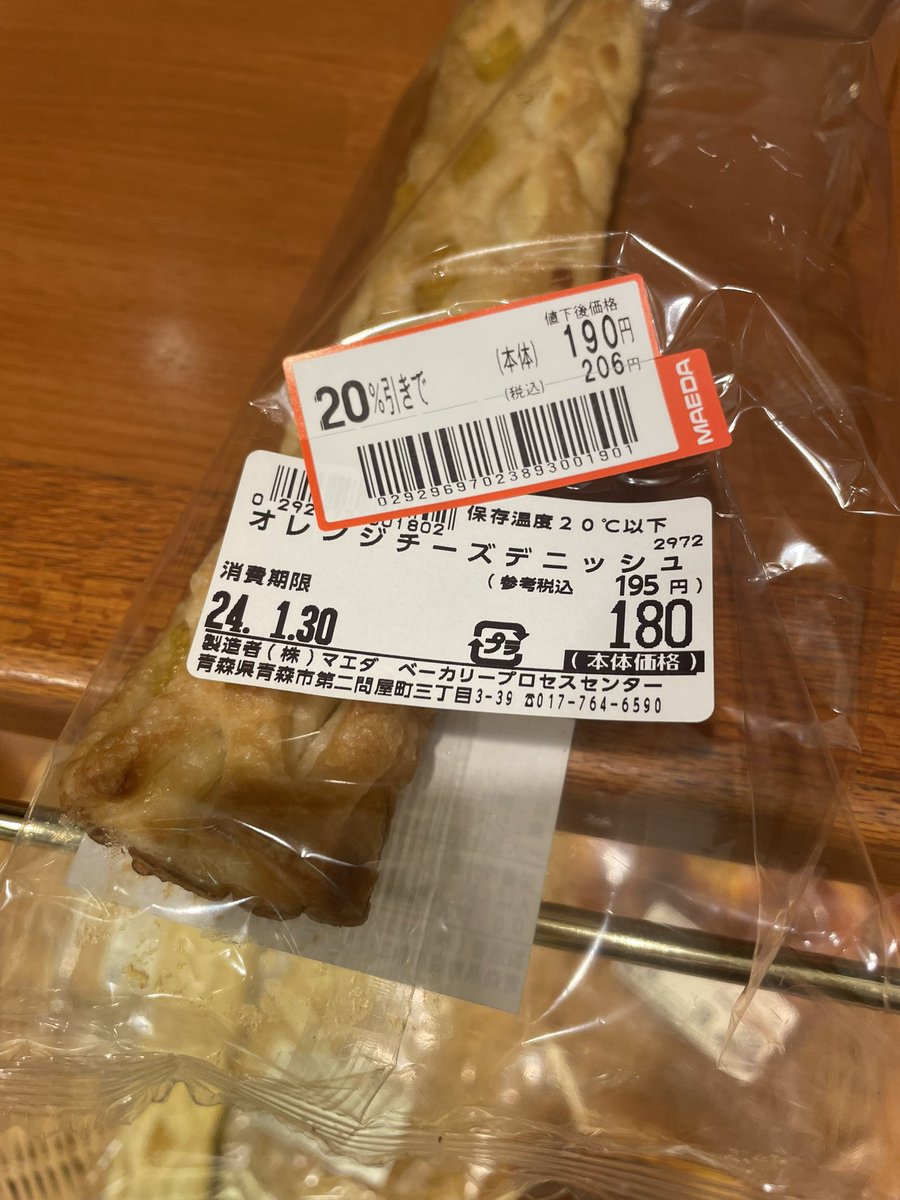 値下後価格
20%引きで (本体) 190円
(税込) 206円
MAEDA
02929697023893001901
0292 001802 保存温度20℃以下
オレンジチーズデニッシュ
2972
消費期限 (参考税込 195円)
24. 1.30 プラ 180
(本体価格)
製造者(株)マエダ ベーカリープロセスセンター
青森県青森市第二問屋町三丁目3-39 ☎017-764-6590